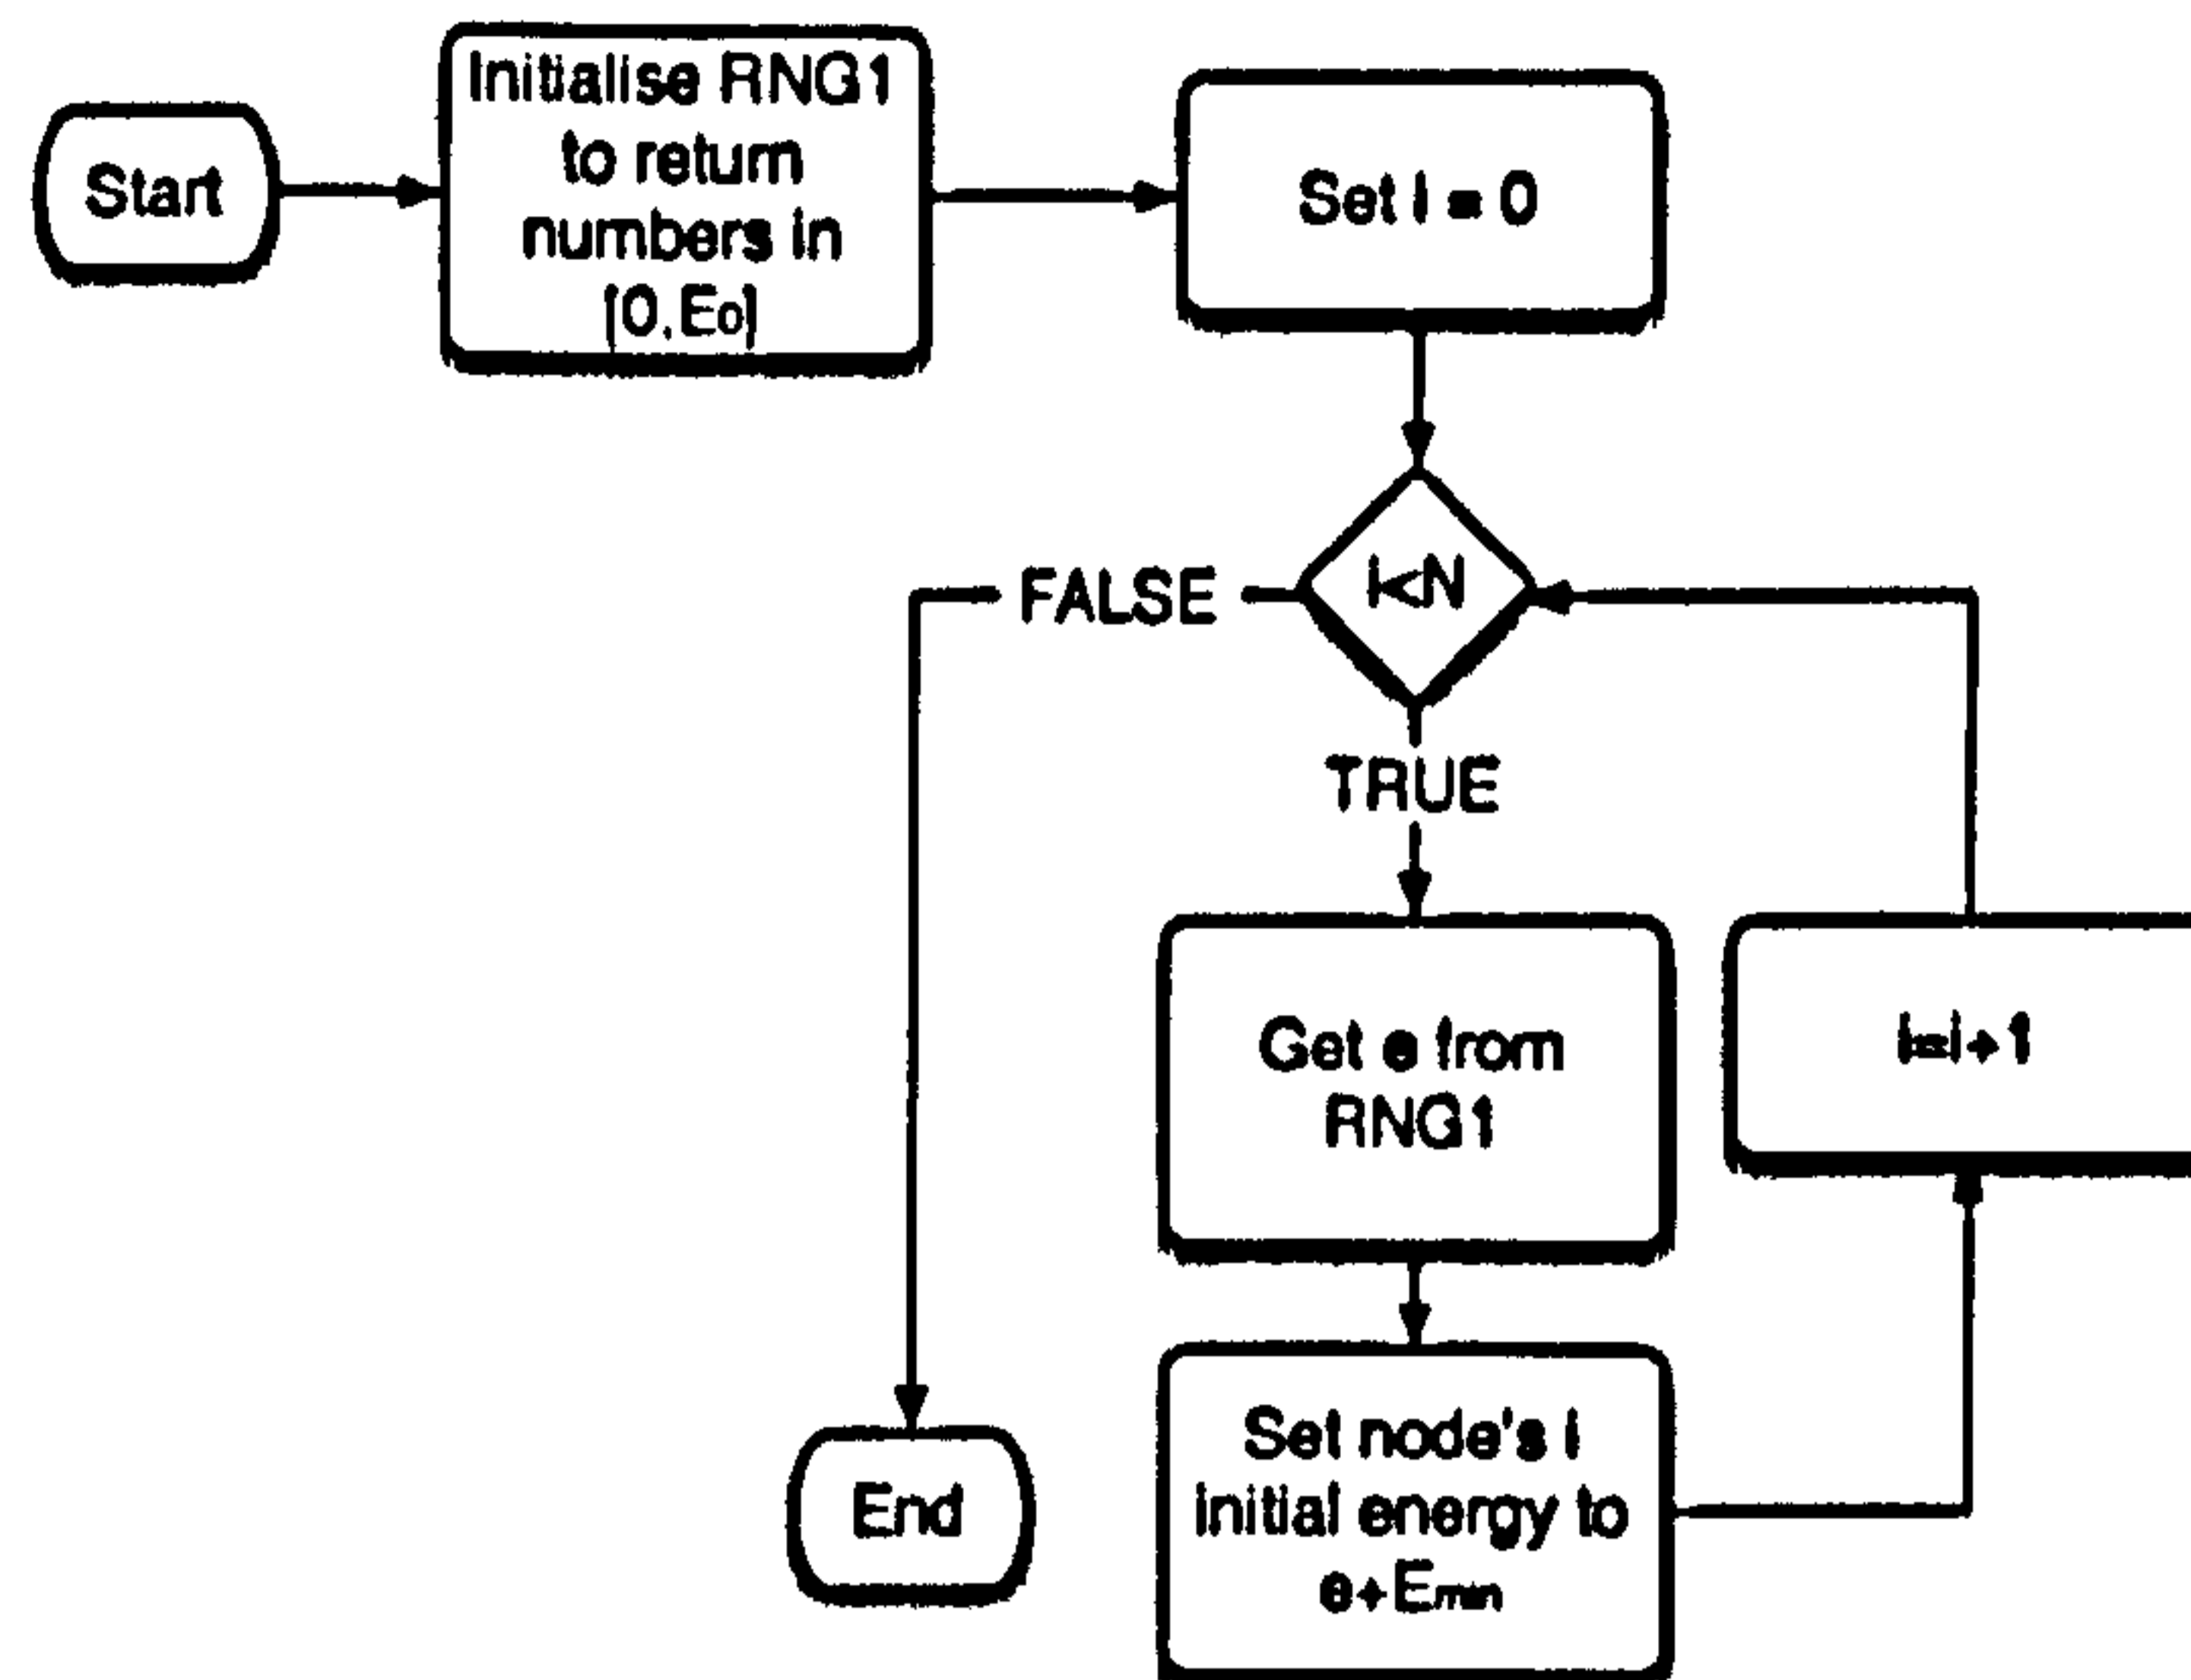 Start
Initialise RNG1
to return
numbers in
[0,Eo]
Set i = 0
i<N
FALSE
TRUE
Get e from
RNG1
i=i+1
Set node's i
initial energy to
e+Emin
End